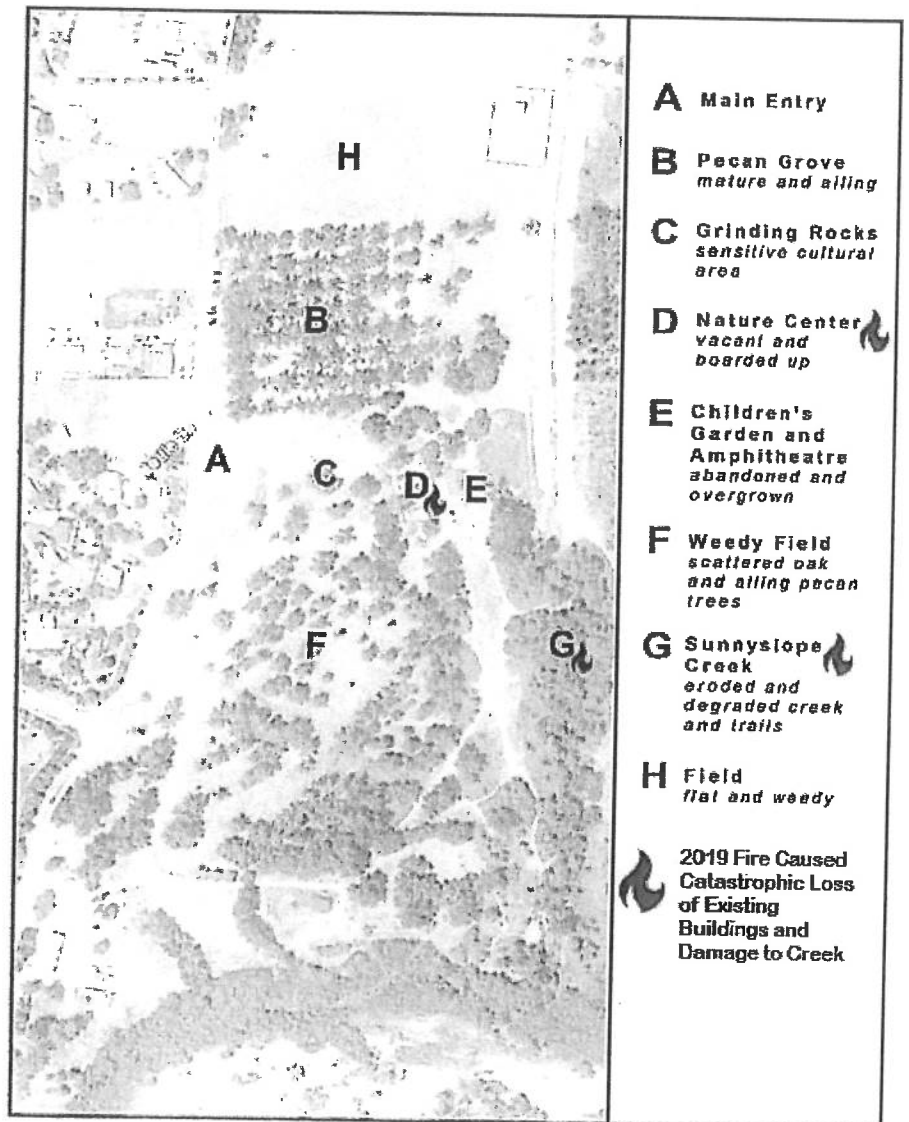 H
B
A
C
D
E
F
G
A Main Entry
B Pecan Grove
mature and ailing
C Grinding Rocks
sensitive cultural
area
D Nature Center
vacant and
boarded up
E Children's
Garden and
Amphitheatre
abandoned and
overgrown
F Weedy Field
scattered oak
and ailing pecan
trees
G Sunnyslope
Creek
eroded and
degraded creek
and trails
H Field
flat and weedy
2019 Fire Caused
Catastrophic Loss
of Existing
Buildings and
Damage to Creek